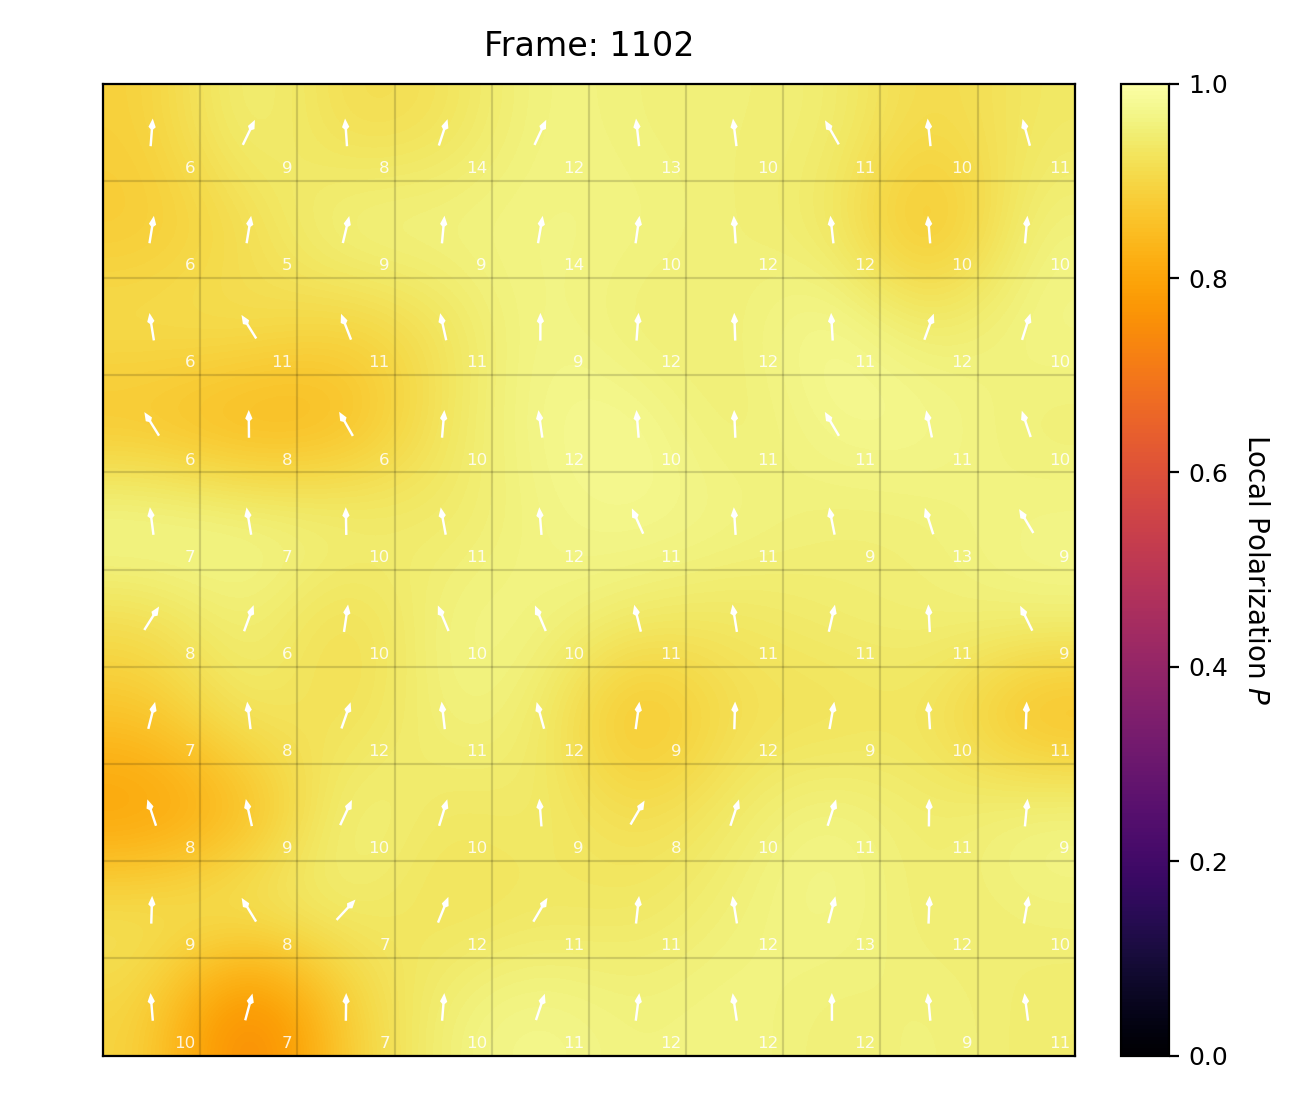 Frame: 1102
6 9 8 14 12 13 10 11 10 11
6 5 9 9 14 10 12 12 10 10
6 11 11 11 9 12 12 11 12 10
6 8 6 10 12 10 11 11 11 10
7 7 10 11 12 11 11 9 13 9
8 6 10 10 10 11 11 11 11 9
7 8 12 11 12 9 12 9 10 11
8 9 10 10 9 8 10 11 11 9
9 8 7 12 11 11 12 13 12 10
10 7 7 10 11 12 12 12 9 11
1.0
0.8
0.6
0.4
0.2
0.0
Local Polarization P